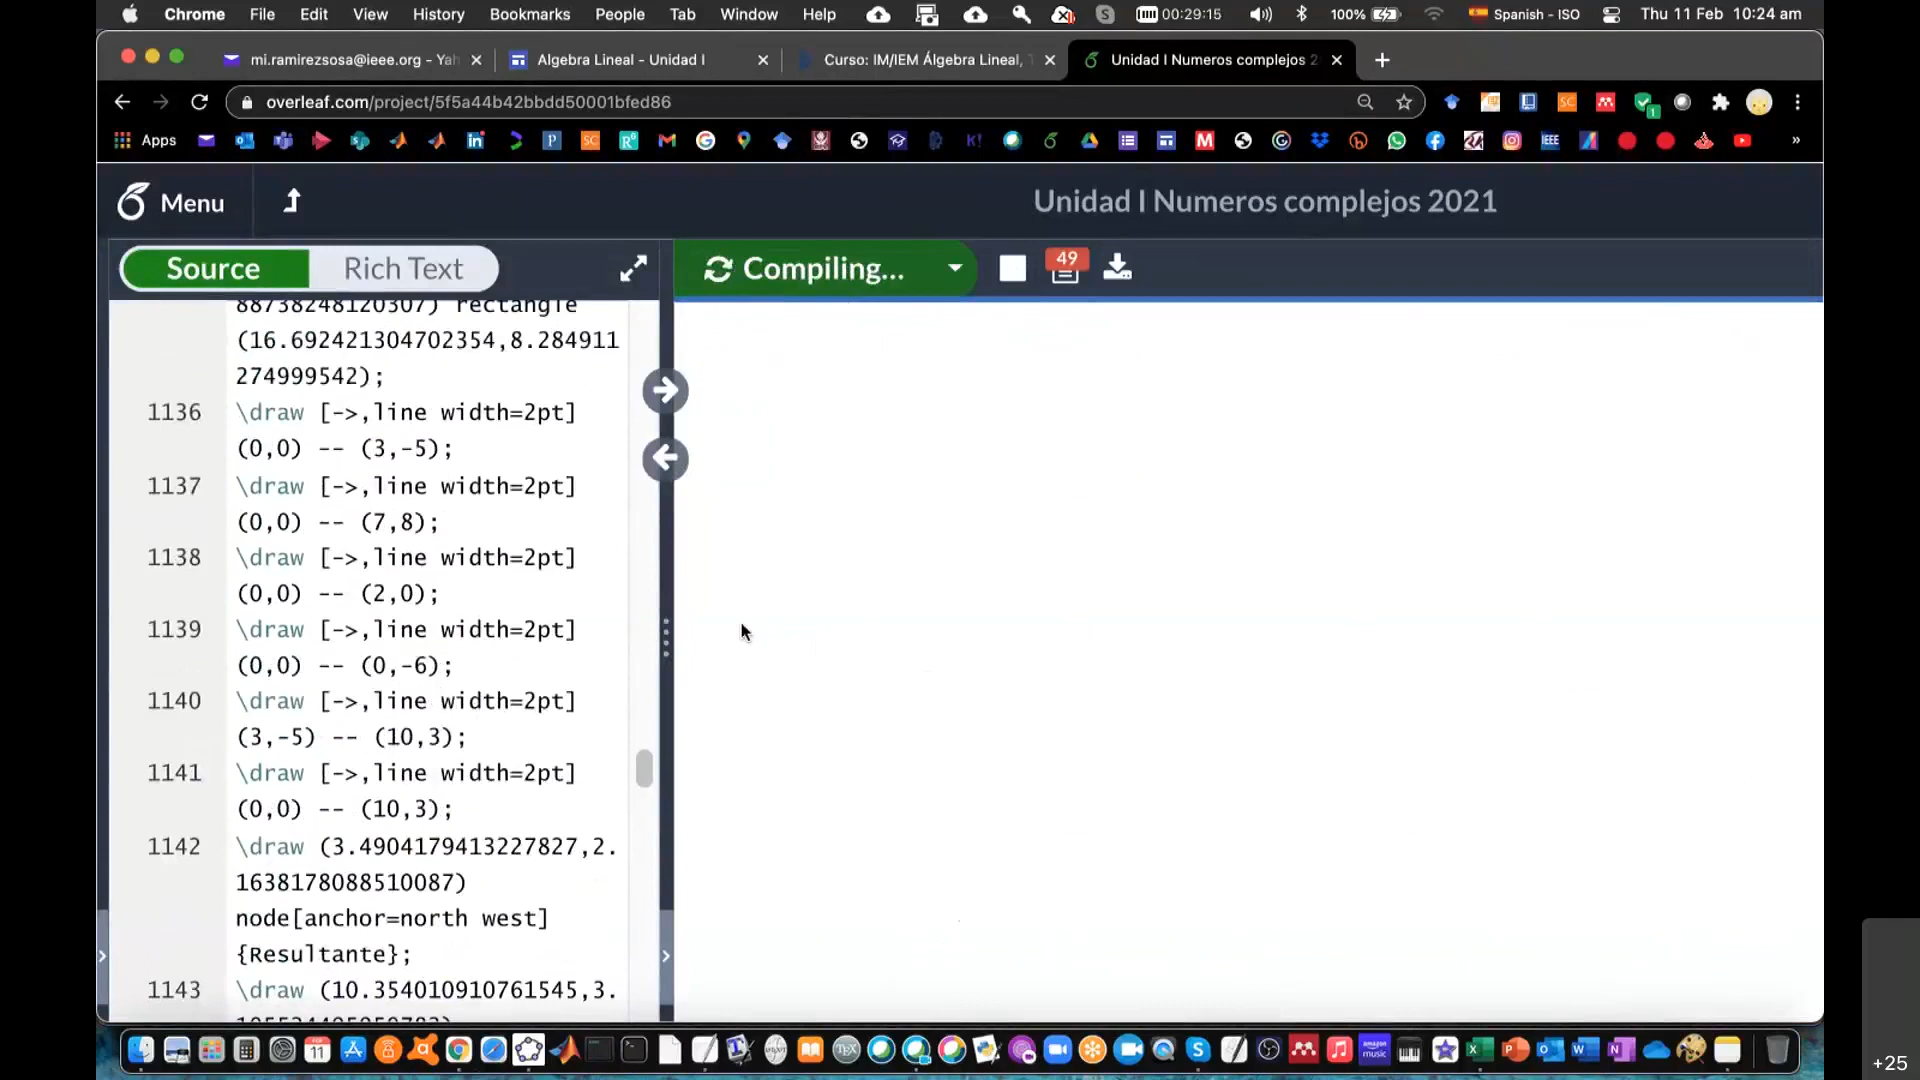 Chrome File Edit View History Bookmarks People Tab Window Help 00:29:15 100% Spanish - ISO Thu 11 Feb 10:24 am
mi.ramirezsosa@ieee.org - Yah Algebra Lineal - Unidad I Curso: IM/IEM Álgebra Lineal, Unidad I Numeros complejos 2
overleaf.com/project/5f5a44b42bbdd50001bfed86
Apps
Menu
Unidad I Numeros complejos 2021
Source Rich Text
Compiling... 49
88738248120307) rectangle
(16.692421304702354,8.284911
274999542);
1136 \draw [->,line width=2pt]
(0,0) -- (3,-5);
1137 \draw [->,line width=2pt]
(0,0) -- (7,8);
1138 \draw [->,line width=2pt]
(0,0) -- (2,0);
1139 \draw [->,line width=2pt]
(0,0) -- (0,-6);
1140 \draw [->,line width=2pt]
(3,-5) -- (10,3);
1141 \draw [->,line width=2pt]
(0,0) -- (10,3);
1142 \draw (3.4904179413227827,2.
1638178088510087)
node[anchor=north west]
{Resultante};
1143 \draw (10.354010910761545,3.
+25